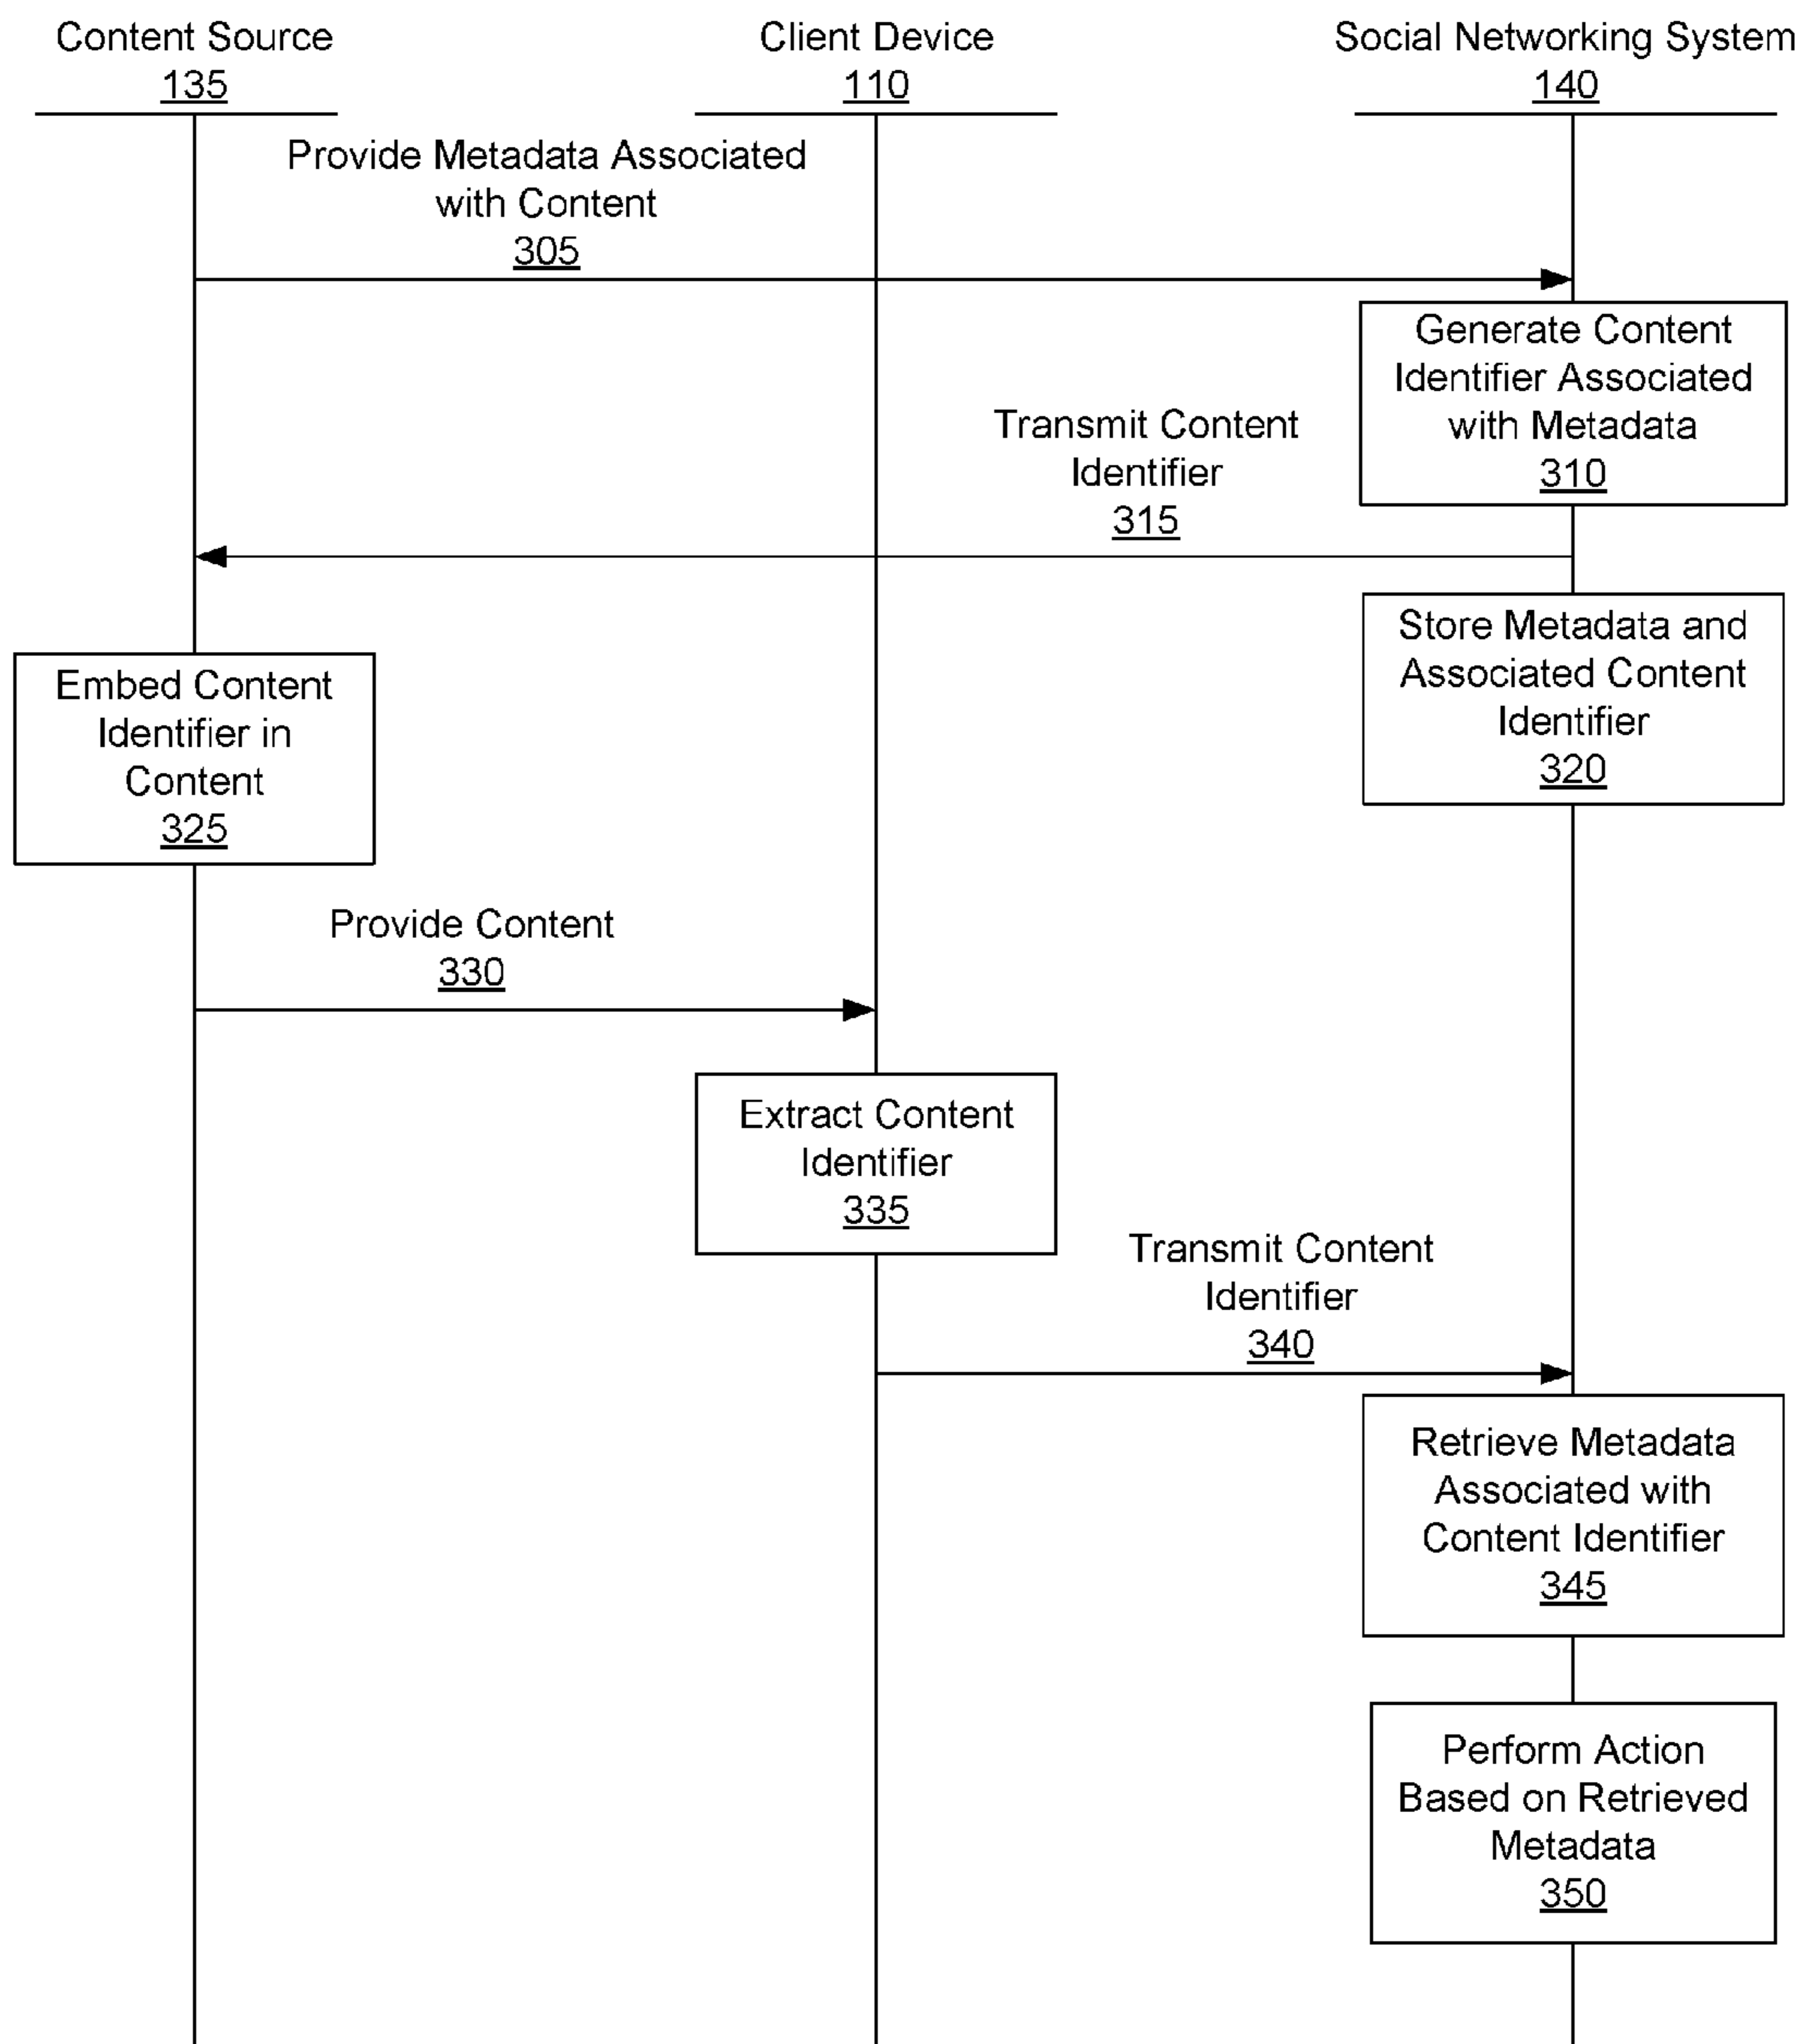 Content Source
135
Client Device
110
Social Networking System
140
Provide Metadata Associated
with Content
305
Generate Content
Identifier Associated
with Metadata
310
Transmit Content
Identifier
315
Store Metadata and
Associated Content
Identifier
320
Embed Content
Identifier in
Content
325
Provide Content
330
Extract Content
Identifier
335
Transmit Content
Identifier
340
Retrieve Metadata
Associated with
Content Identifier
345
Perform Action
Based on Retrieved
Metadata
350